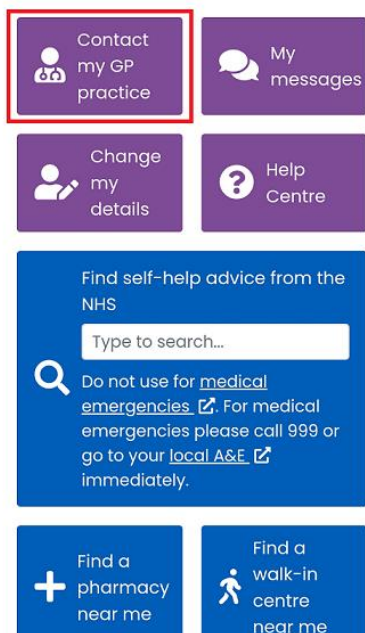 Contact
my GP
practice
My
messages
Change
my
details
Help
Centre
Find self-help advice from the
NHS
Type to search...
Do not use for medical
emergencies . For medical
emergencies please call 999 or
go to your local A&E
immediately.
Find a
pharmacy
near me
Find a
walk-in
centre
near me